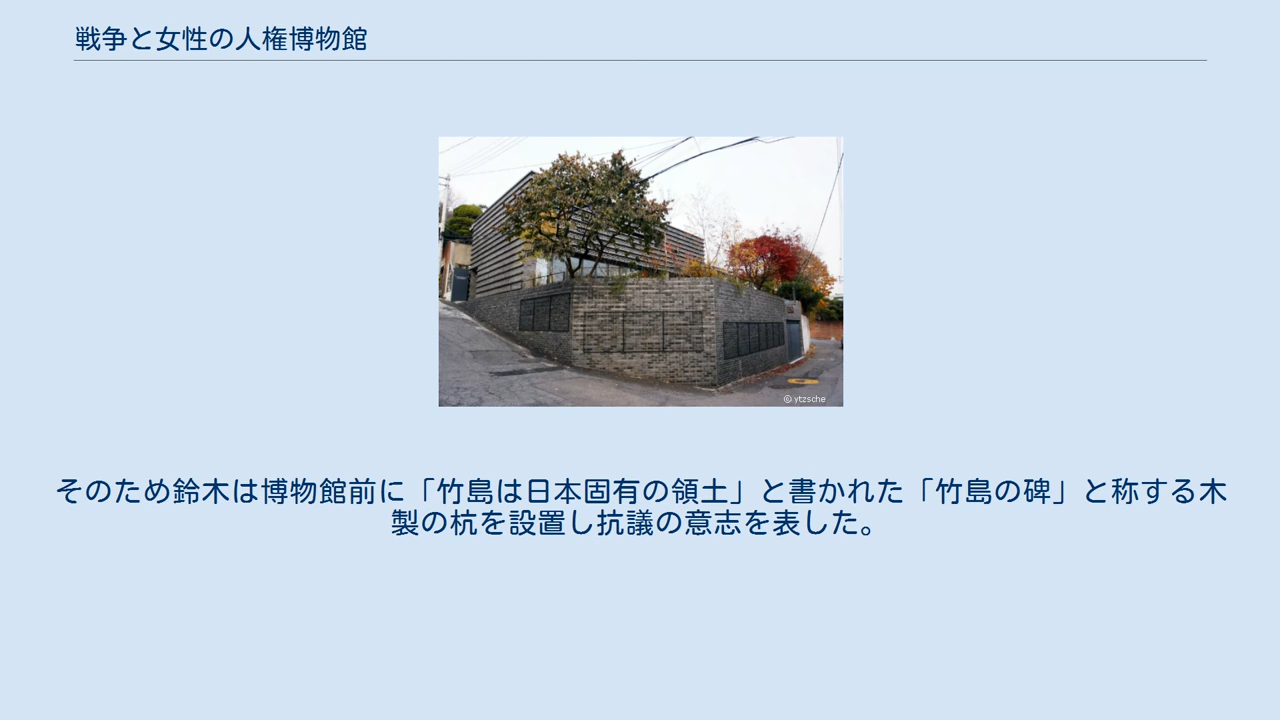 戦争と女性の人権博物館
© ytzsche
そのため鈴木は博物館前に「竹島は日本固有の領土」と書かれた「竹島の碑」と称する木
製の杭を設置し抗議の意志を表した。